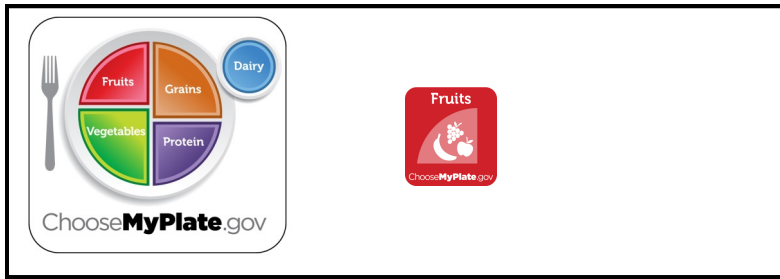 Fruits
Grains
Dairy
Vegetables
Protein
ChooseMyPlate.gov
Fruits
ChooseMyPlate.gov